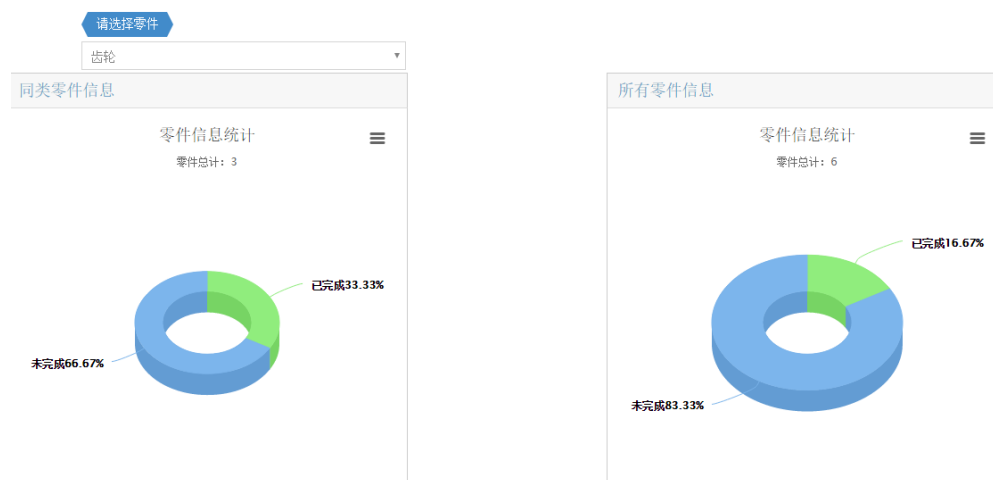 请选择零件
齿轮
同类零件信息
零件信息统计
零件总计: 3
已完成33.33%
未完成66.67%
所有零件信息
零件信息统计
零件总计: 6
已完成16.67%
未完成83.33%